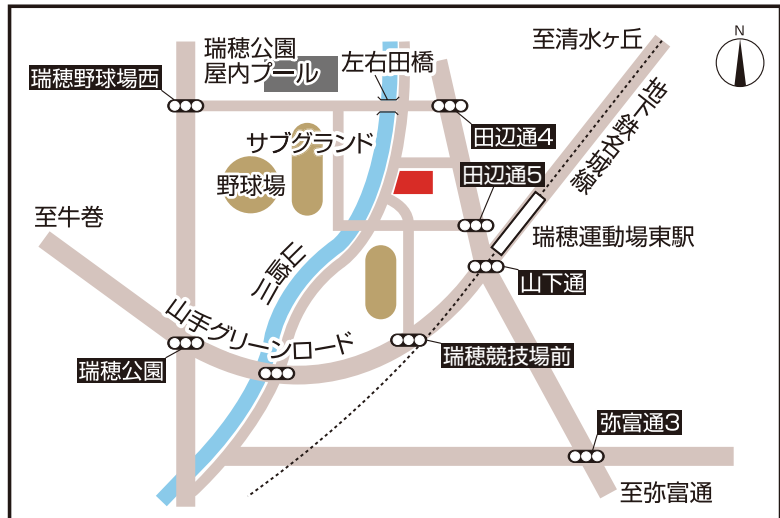 N
至清水ヶ丘
瑞穂公園
屋内プール
左右田橋
瑞穂野球場西
地下鉄名城線
田辺通4
サブグランド
野球場
田辺通5
至牛巻
瑞穂運動場東駅
山崎川
山下通
山手グリーンロード
瑞穂公園
瑞穂競技場前
弥富通3
至弥富通